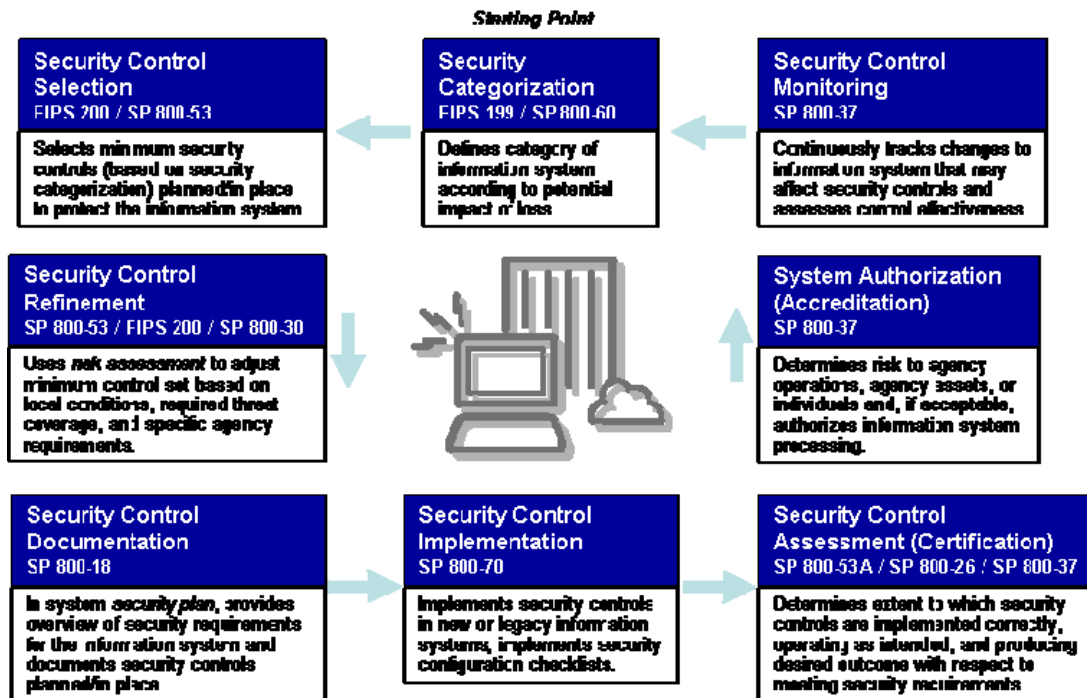 Starting Point
Security Control
Selection
FIPS 200 / SP 800-53
Selects minimum security
controls (based on security
categorization) planned/in place
to protect the information system
Security
Categorization
FIPS 199 / SP 800-60
Defines category of
information system
according to potential
impact of loss
Security Control
Monitoring
SP 800-37
Continuously tracks changes to
information system that may
affect security controls and
assesses control effectiveness
Security Control
Refinement
SP 800-53 / FIPS 200 / SP 800-30
Uses risk assessment to adjust
minimum control set based on
local conditions, required threat
coverage, and specific agency
requirements.
System Authorization
(Accreditation)
SP 800-37
Determines risk to agency
operations, agency assets, or
individuals and, if acceptable,
authorizes information system
processing.
Security Control
Documentation
SP 800-18
In system security plan, provides
overview of security requirements
for the information system and
documents security controls
planned/in place
Security Control
Implementation
SP 800-70
Implements security controls
in new or legacy information
systems, implements security
configuration checklists.
Security Control
Assessment (Certification)
SP 800-53A / SP 800-26 / SP 800-37
Determines extent to which security
controls are implemented correctly,
operating as intended, and producing
desired outcome with respect to
meeting security requirements